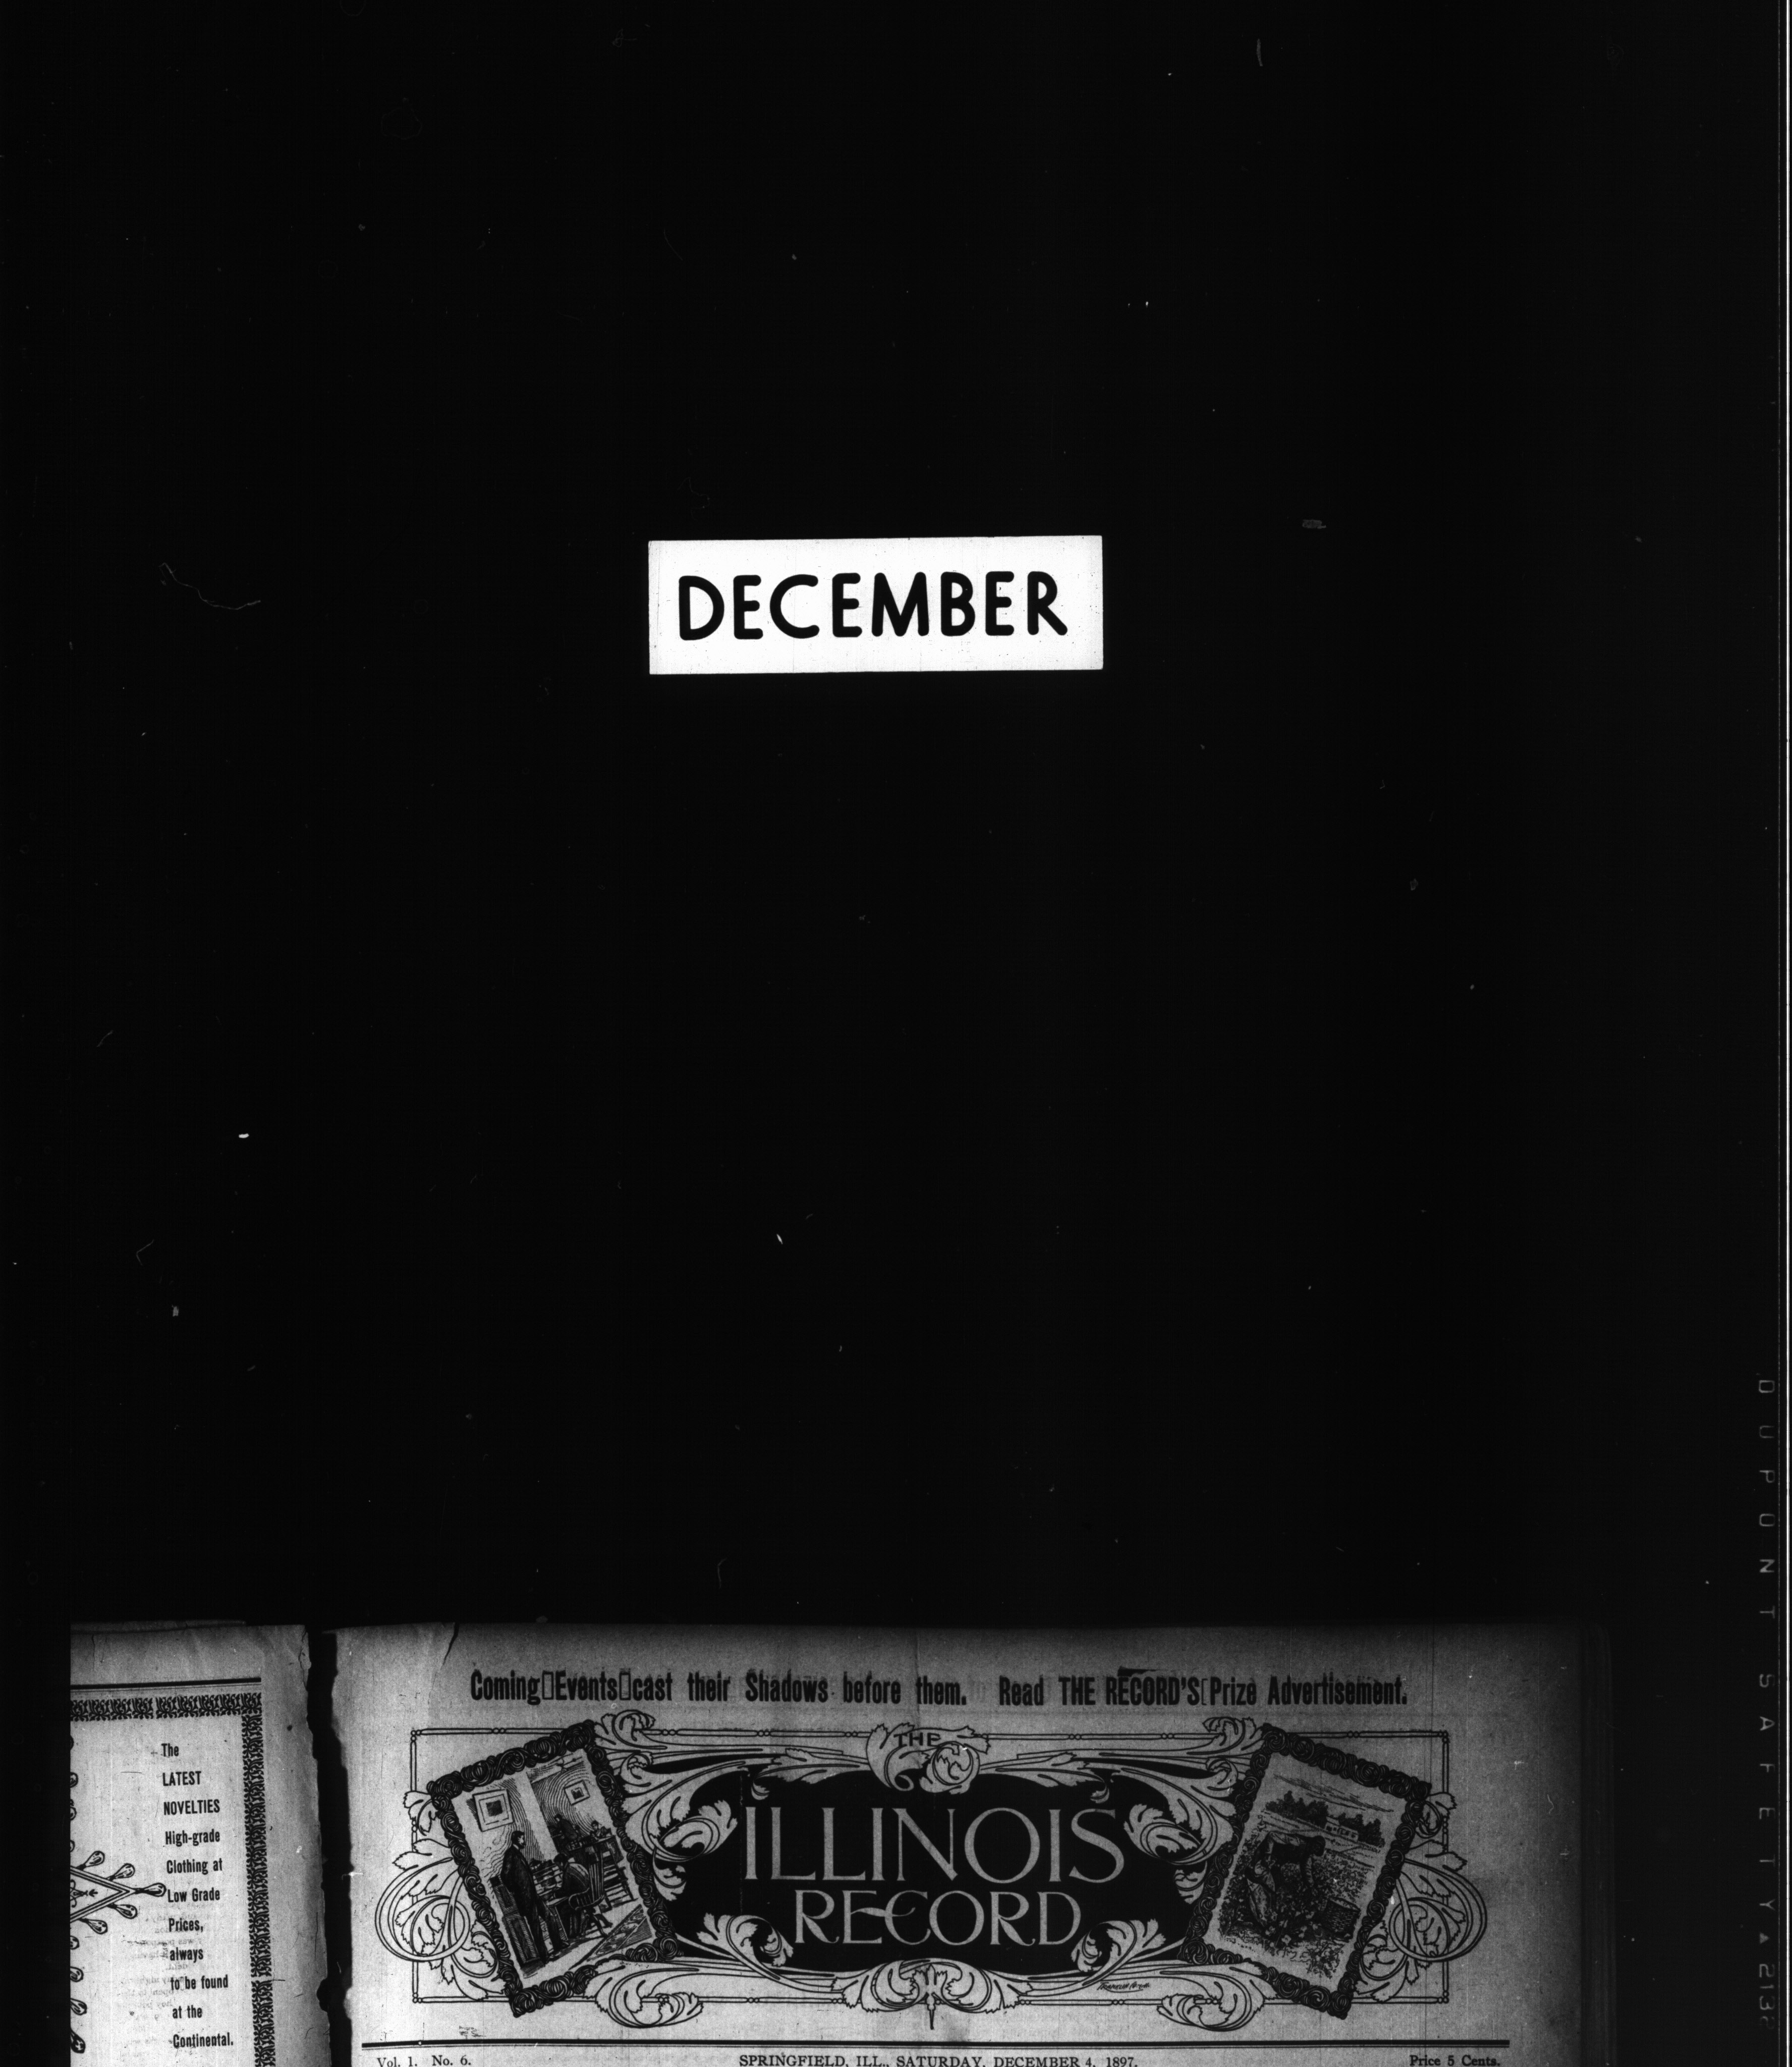 DECEMBER
The
LATEST
NOVELTIES
High-grade
Clothing at
Low Grade
Prices,
always
to be found
at the
Continental.
Coming Events cast their Shadows before them. Read THE RECORD'S Prize Advertisement.
THE
ILLINOIS
RECORD
Vol. 1. No. 6.
SPRINGFIELD, ILL., SATURDAY, DECEMBER 4, 1897.
Price 5 Cents.
DUPONT SAFETY